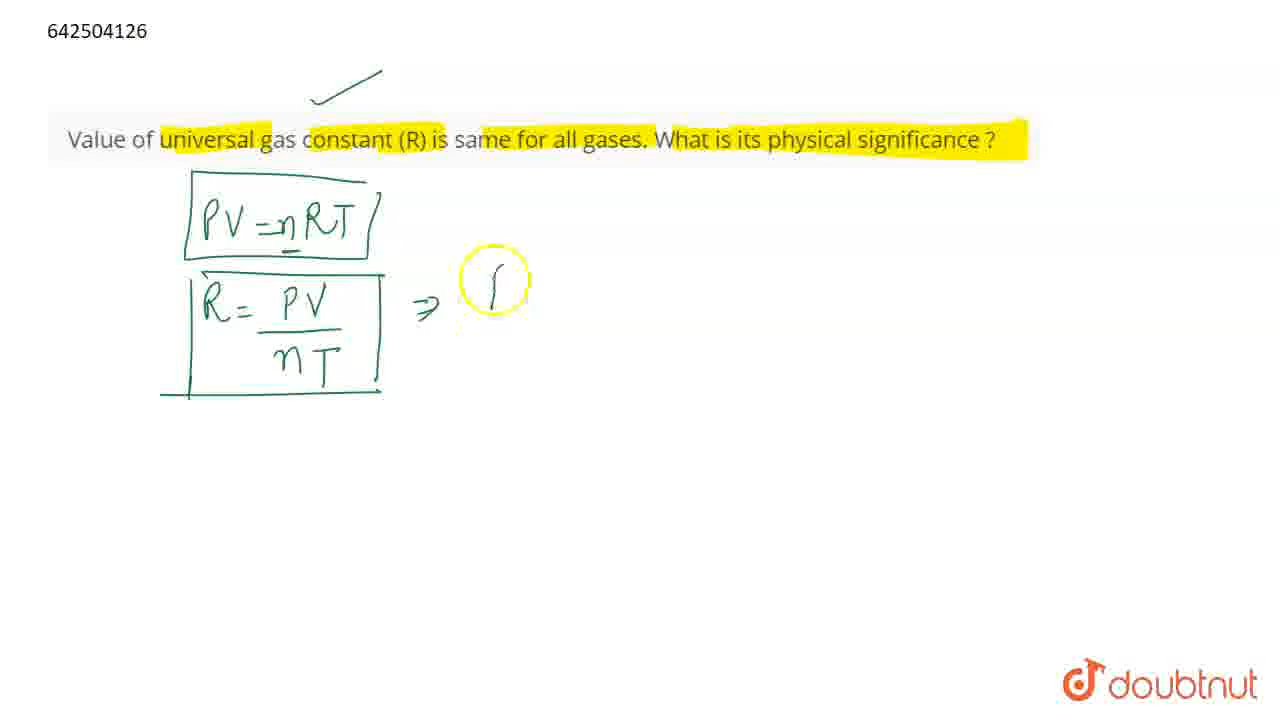 642504126
Value of universal gas constant (R) is same for all gases. What is its physical significance ?
PV = nRT
R = PV
nT
⇒
doubtnut